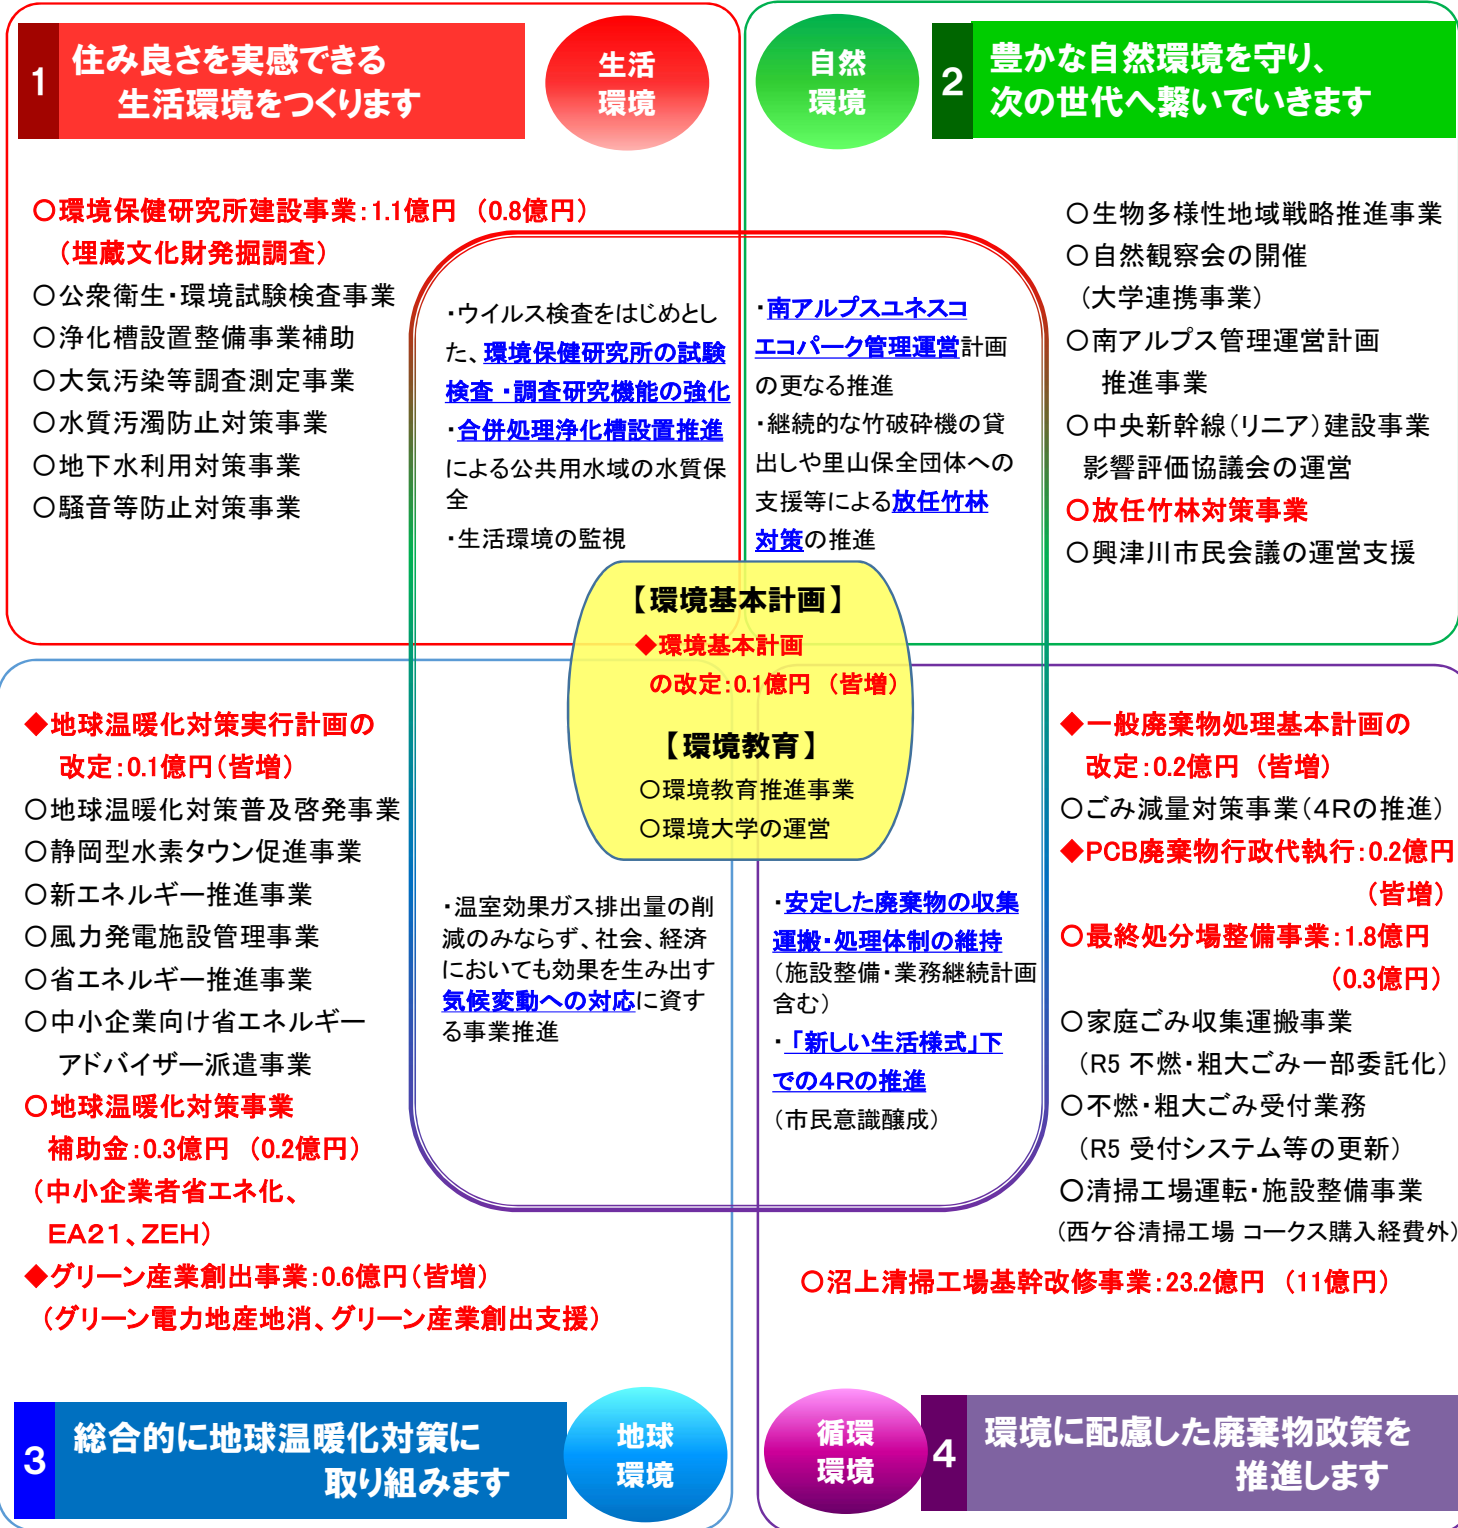 1
住み良さを実感できる
生活環境をつくります
生活
環境
○環境保健研究所建設事業：1.1億円 （0.8億円）
（埋蔵文化財発掘調査）
○公衆衛生・環境試験検査事業
○浄化槽設置整備事業補助
○大気汚染等調査測定事業
○水質汚濁防止対策事業
○地下水利用対策事業
○騒音等防止対策事業
・ウイルス検査をはじめとし
た、環境保健研究所の試験
検査・調査研究機能の強化
・合併処理浄化槽設置推進
による公共用水域の水質保
全
・生活環境の監視
自然
環境
2
豊かな自然環境を守り、
次の世代へ繋いでいきます
・南アルプスユネスコ
エコパーク管理運営計画
の更なる推進
・継続的な竹破砕機の貸
出しや里山保全団体への
支援等による放任竹林
対策の推進
○生物多様性地域戦略推進事業
○自然観察会の開催
（大学連携事業）
○南アルプス管理運営計画
推進事業
○中央新幹線（リニア）建設事業
影響評価協議会の運営
○放任竹林対策事業
○興津川市民会議の運営支援
【環境基本計画】
◆環境基本計画
の改定：0.1億円 （皆増）
【環境教育】
○環境教育推進事業
○環境大学の運営
◆地球温暖化対策実行計画の
改定：0.1億円（皆増）
○地球温暖化対策普及啓発事業
○静岡型水素タウン促進事業
○新エネルギー推進事業
○風力発電施設管理事業
○省エネルギー推進事業
○中小企業向け省エネルギー
アドバイザー派遣事業
○地球温暖化対策事業
補助金：0.3億円 （0.2億円）
（中小企業者省エネ化、
EA21、ZEH）
◆グリーン産業創出事業：0.6億円（皆増）
（グリーン電力地産地消、グリーン産業創出支援）
・温室効果ガス排出量の削
減のみならず、社会、経済
においても効果を生み出す
気候変動への対応に資す
る事業推進
3
総合的に地球温暖化対策に
取り組みます
地球
環境
・安定した廃棄物の収集
運搬・処理体制の維持
（施設整備・業務継続計画
含む）
・「新しい生活様式」下
での4Rの推進
（市民意識醸成）
◆一般廃棄物処理基本計画の
改定：0.2億円 （皆増）
○ごみ減量対策事業（4Rの推進）
◆PCB廃棄物行政代執行：0.2億円
（皆増）
○最終処分場整備事業：1.8億円
（0.3億円）
○家庭ごみ収集運搬事業
（R5 不燃・粗大ごみ一部委託化）
○不燃・粗大ごみ受付業務
（R5 受付システム等の更新）
○清掃工場運転・施設整備事業
（西ケ谷清掃工場 コークス購入経費外）
○沼上清掃工場基幹改修事業：23.2億円 （11億円）
循環
環境
4
環境に配慮した廃棄物政策を
推進します